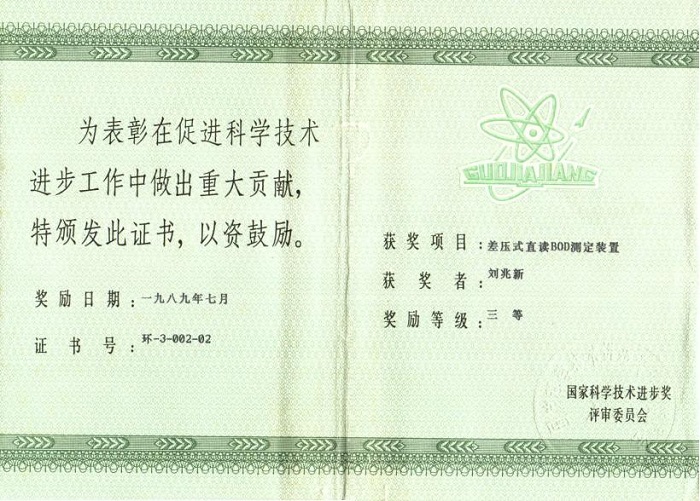 为表彰在促进科学技术
进步工作中做出重大贡献，
特颁发此证书，以资鼓励。
奖励日期：一九八九年七月
证书号：环-3-002-02
GUOJIAJIANG
获奖项目：差压式直读BOD测定装置
获奖者：刘兆新
奖励等级：三等
国家科学技术进步奖
评审委员会